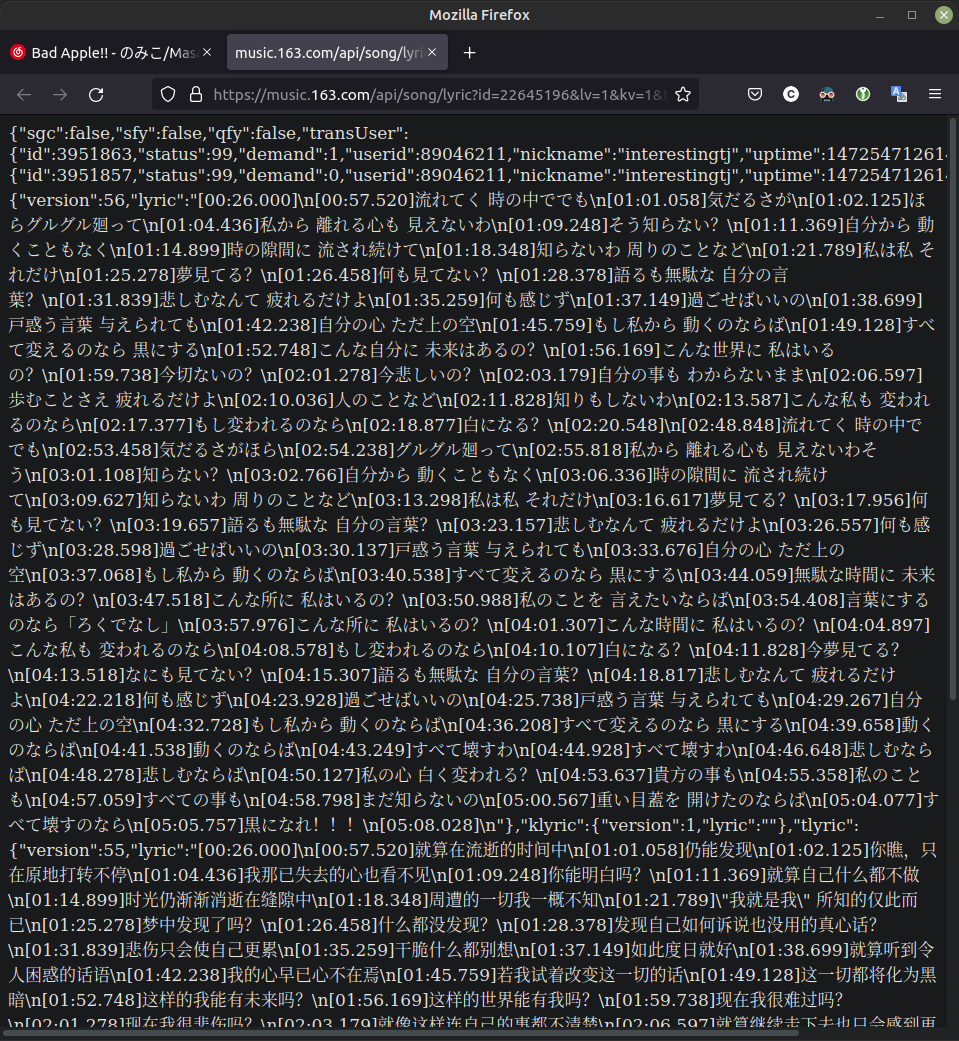 Mozilla Firefox
Bad Apple!! - のみこ/Mas
music.163.com/api/song/lyri
https://music.163.com/api/song/lyric?id=22645196&lv=1&kv=1&t
{"sgc":false,"sfy":false,"qfy":false,"transUser":
{"id":3951863,"status":99,"demand":1,"userid":89046211,"nickname":"interestingtj","uptime":147254712614
{"id":3951857,"status":99,"demand":0,"userid":89046211,"nickname":"interestingtj","uptime":147254712614
{"version":56,"lyric":"[00:26.000]\n[00:57.520]流れてく 時の中ででも\n[01:01.058]気だるさが\n[01:02.125]ほ
らグルグル廻って\n[01:04.436]私から 離れる心も 見えないわ\n[01:09.248]そう知らない？\n[01:11.369]自分から 動
くこともなく\n[01:14.899]時の隙間に 流され続けて\n[01:18.348]知らないわ 周りのことなど\n[01:21.789]私は私 そ
れだけ\n[01:25.278]夢見てる？\n[01:26.458]何も見てない？\n[01:28.378]語るも無駄な 自分の言
葉？\n[01:31.839]悲しむなんて 疲れるだけよ\n[01:35.259]何も感じず\n[01:37.149]過ごせばいいの\n[01:38.699]
戸惑う言葉 与えられても\n[01:42.238]自分の心 ただ上の空\n[01:45.759]もし私から 動くのならば\n[01:49.128]すべ
て変えるのなら 黒にする\n[01:52.748]こんな自分に 未来はあるの？\n[01:56.169]こんな世界に 私はいる
の？\n[01:59.738]今切ないの？\n[02:01.278]今悲しいの？\n[02:03.179]自分の事も わからないまま\n[02:06.597]
歩むことさえ 疲れるだけよ\n[02:10.036]人のことなど\n[02:11.828]知りもしないわ\n[02:13.587]こんな私も 変われ
るのなら\n[02:17.377]もし変われるのなら\n[02:18.877]白になる？\n[02:20.548]\n[02:48.848]流れてく 時の中で
でも\n[02:53.458]気だるさがほら\n[02:54.238]グルグル廻って\n[02:55.818]私から 離れる心も 見えないわそ
う\n[03:01.108]知らない？\n[03:02.766]自分から 動くこともなく\n[03:06.336]時の隙間に 流され続け
て\n[03:09.627]知らないわ 周りのことなど\n[03:13.298]私は私 それだけ\n[03:16.617]夢見てる？\n[03:17.956]何
も見てない？\n[03:19.657]語るも無駄な 自分の言葉？\n[03:23.157]悲しむなんて 疲れるだけよ\n[03:26.557]何も感
じず\n[03:28.598]過ごせばいいの\n[03:30.137]戸惑う言葉 与えられても\n[03:33.676]自分の心 ただ上の
空\n[03:37.068]もし私から 動くのならば\n[03:40.538]すべて変えるのなら 黒にする\n[03:44.059]無駄な時間に 未来
はあるの？\n[03:47.518]こんな所に 私はいるの？\n[03:50.988]私のことを 言えたいならば\n[03:54.408]言葉にする
のなら「ろくでなし」\n[03:57.976]こんな所に 私はいるの？\n[04:01.307]こんな時間に 私はいるの？\n[04:04.897]
こんな私も 変われるのなら\n[04:08.578]もし変われるのなら\n[04:10.107]白になる？\n[04:11.828]今夢見てる？
\n[04:13.518]なにも見てない？\n[04:15.307]語るも無駄な 自分の言葉？\n[04:18.817]悲しむなんて 疲れるだけ
よ\n[04:22.218]何も感じず\n[04:23.928]過ごせばいいの\n[04:25.738]戸惑う言葉 与えられても\n[04:29.267]自分
の心 ただ上の空\n[04:32.728]もし私から 動くのならば\n[04:36.208]すべて変えるのなら 黒にする\n[04:39.658]動く
のならば\n[04:41.538]動くのならば\n[04:43.249]すべて壊すわ\n[04:44.928]すべて壊すわ\n[04:46.648]悲しむなら
ば\n[04:48.278]悲しむならば\n[04:50.127]私の心 白く変われる？\n[04:53.637]貴方の事も\n[04:55.358]私のこと
も\n[04:57.059]すべての事も\n[04:58.798]まだ知らないの\n[05:00.567]重い目蓋を 開けたのならば\n[05:04.077]す
べて壊すのなら\n[05:05.757]黒になれ！！！\n[05:08.028]\n"},"klyric":{"version":1,"lyric":""},"tlyric":
{"version":55,"lyric":"[00:26.000]\n[00:57.520]就算在流逝的时间中\n[01:01.058]仍能发现\n[01:02.125]你瞧，只
在原地打转不停\n[01:04.436]我那已失去的心也看不见\n[01:09.248]你能明白吗？\n[01:11.369]就算自己什么都不做
\n[01:14.899]时光仍渐渐消逝在缝隙中\n[01:18.348]周遭的一切我一概不知\n[01:21.789]\"我就是我\" 所知的仅此而
已\n[01:25.278]梦中发现了吗？\n[01:26.458]什么都没发现？\n[01:28.378]发现自己如何诉说也没用的真心话？
\n[01:31.839]悲伤只会使自己更累\n[01:35.259]干脆什么都别想\n[01:37.149]如此度日就好\n[01:38.699]就算听到令
人困惑的话语\n[01:42.238]我的心早已心不在焉\n[01:45.759]若我试着改变这一切的话\n[01:49.128]这一切都将化为黑
暗\n[01:52.748]这样的我能有未来吗？\n[01:56.169]这样的世界能有我吗？\n[01:59.738]现在我很难过吗？
\n[02:01.278]现在我很悲伤吗？\n[02:03.179]就像这样连自己的事都不清楚\n[02:06.597]就算继续走下去也只会感到更